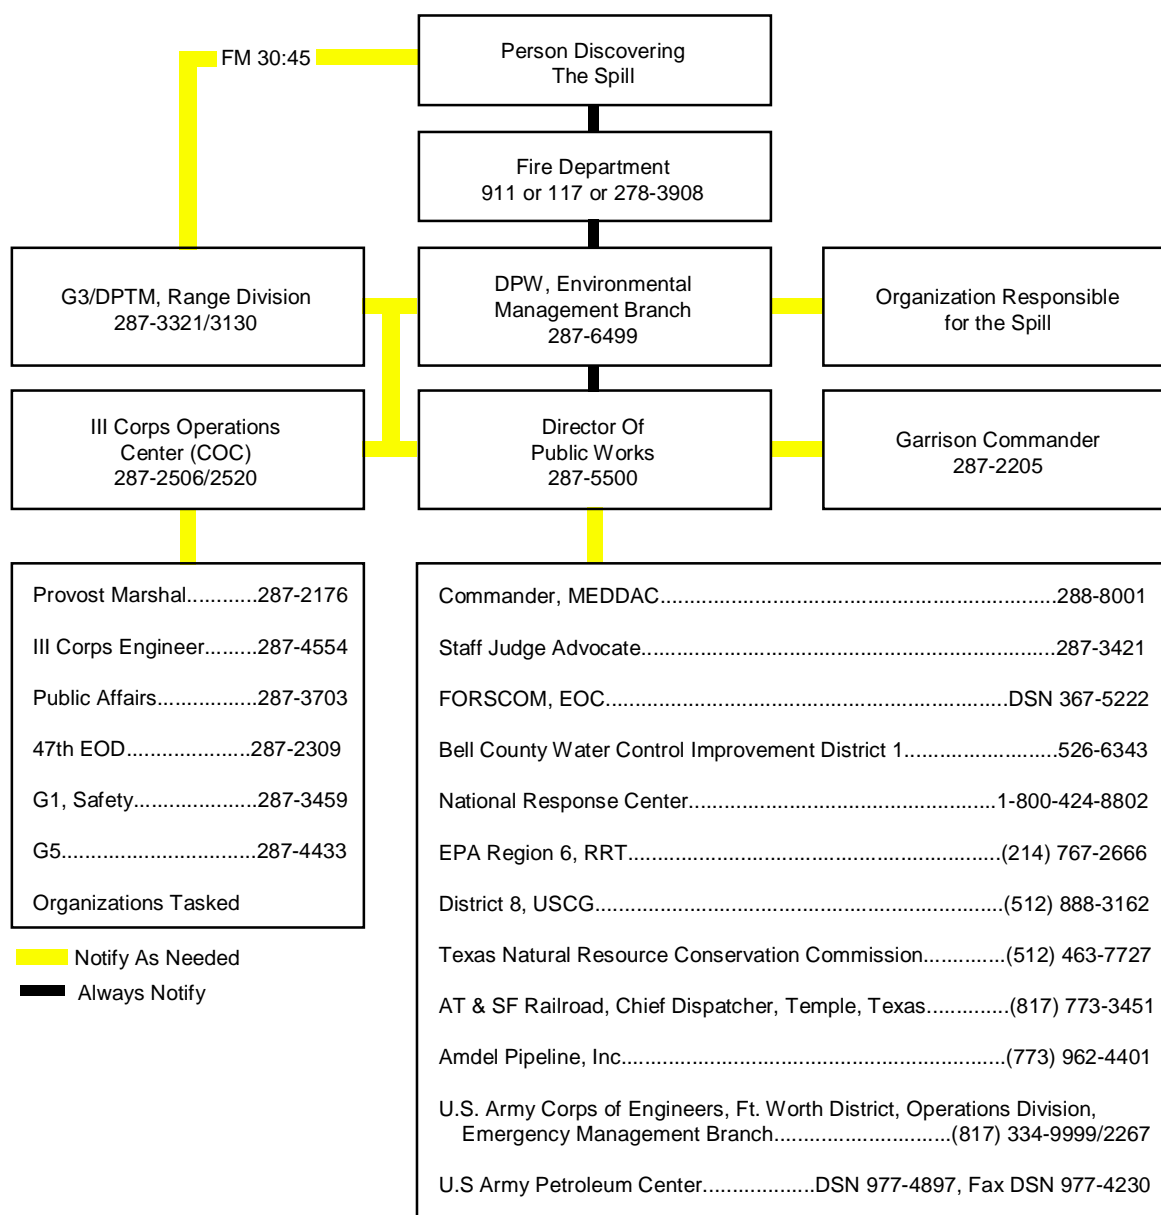 FM 30:45
Person Discovering
The Spill
Fire Department
911 or 117 or 278-3908
G3/DPTM, Range Division
287-3321/3130
DPW, Environmental
Management Branch
287-6499
Organization Responsible
for the Spill
III Corps Operations
Center (COC)
287-2506/2520
Director Of
Public Works
287-5500
Garrison Commander
287-2205
Provost Marshal............287-2176
III Corps Engineer.........287-4554
Public Affairs.................287-3703
47th EOD.....................287-2309
G1, Safety.....................287-3459
G5.................................287-4433
Organizations Tasked
Notify As Needed
Always Notify
Commander, MEDDAC....................................................................288-8001
Staff Judge Advocate.......................................................................287-3421
FORSCOM, EOC....................................................................DSN 367-5222
Bell County Water Control Improvement District 1..........................526-6343
National Response Center....................................................1-800-424-8802
EPA Region 6, RRT...............................................................(214) 767-2666
District 8, USCG.....................................................................(512) 888-3162
Texas Natural Resource Conservation Commission..............(512) 463-7727
AT & SF Railroad, Chief Dispatcher, Temple, Texas..............(817) 773-3451
Amdel Pipeline, Inc.................................................................(773) 962-4401
U.S. Army Corps of Engineers, Ft. Worth District, Operations Division,
Emergency Management Branch..............................(817) 334-9999/2267
U.S Army Petroleum Center...................DSN 977-4897, Fax DSN 977-4230